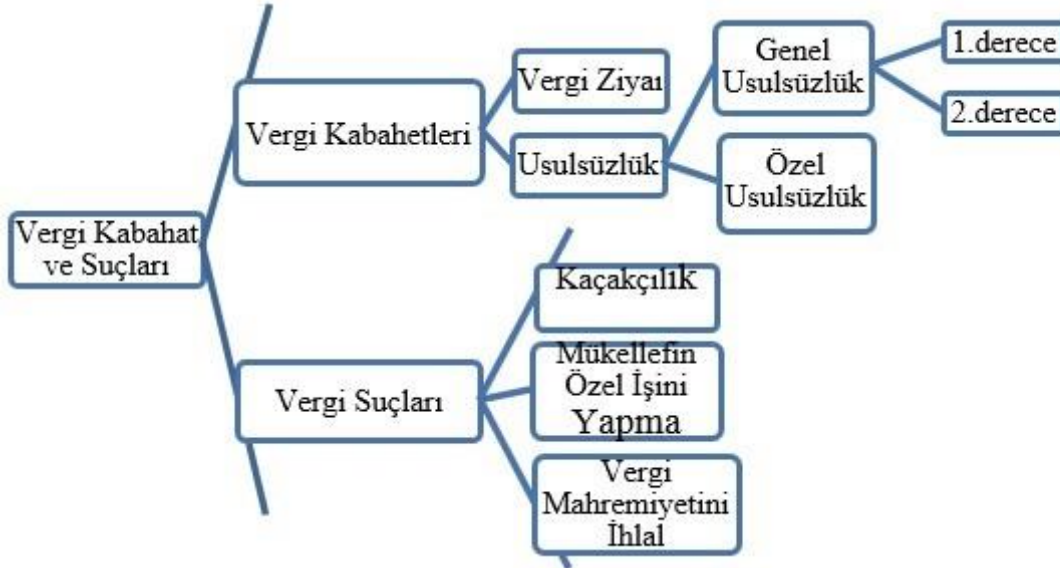 Vergi Kabahat
ve Suçları
Vergi Kabahetleri
Vergi Ziyaı
Usulsüzlük
Genel
Usulsüzlük
1.derece
2.derece
Özel
Usulsüzlük
Vergi Suçları
Kaçakçılık
Mükellefin
Özel İşini
Yapma
Vergi
Mahremiyetini
İhlal